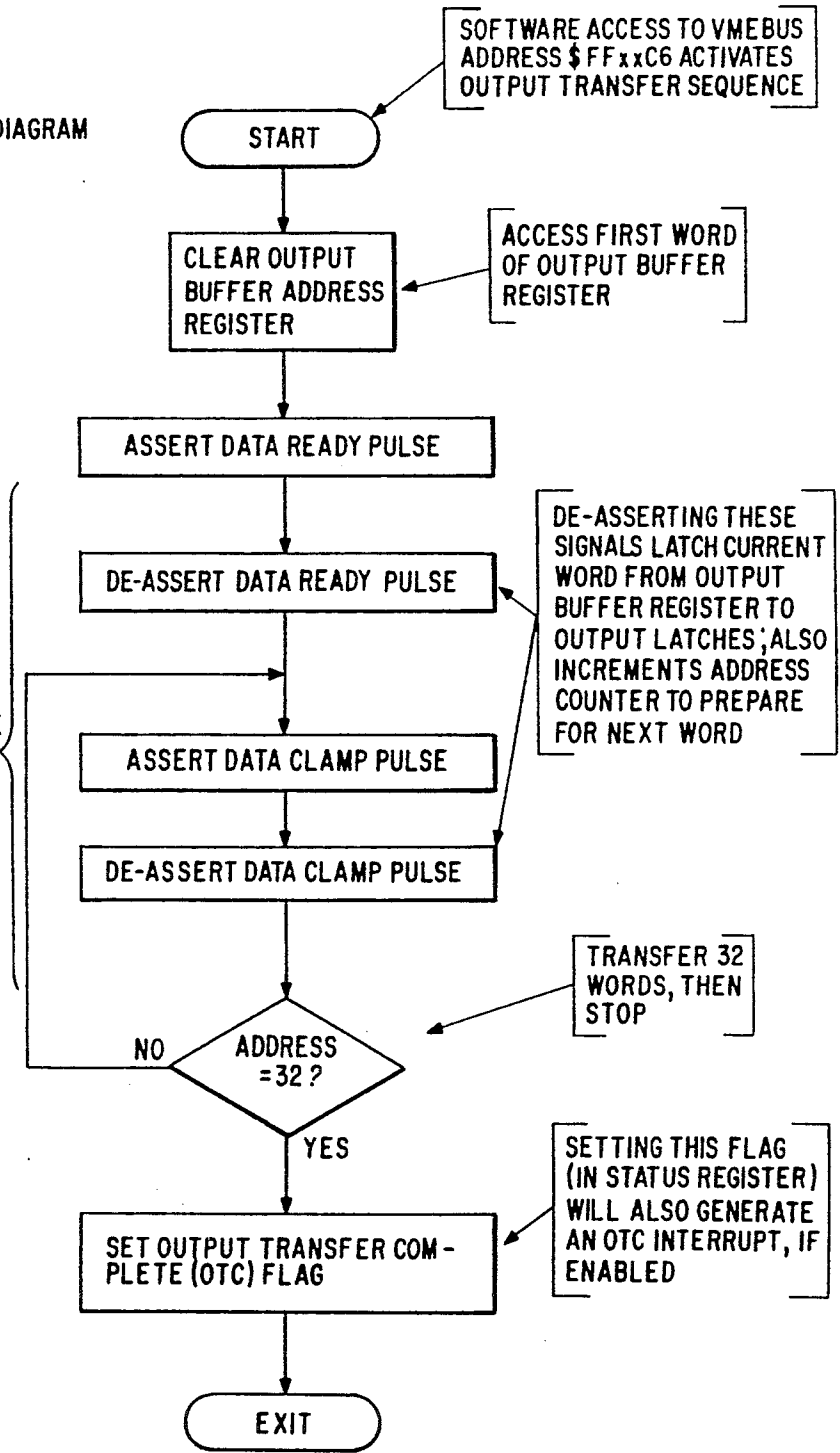 SOFTWARE ACCESS TO VMEBUS
ADDRESS $FFxxC6 ACTIVATES
OUTPUT TRANSFER SEQUENCE
DIAGRAM
START
CLEAR OUTPUT
BUFFER ADDRESS
REGISTER
ACCESS FIRST WORD
OF OUTPUT BUFFER
REGISTER
ASSERT DATA READY PULSE
DE-ASSERT DATA READY PULSE
DE-ASSERTING THESE
SIGNALS LATCH CURRENT
WORD FROM OUTPUT
BUFFER REGISTER TO
OUTPUT LATCHES; ALSO
INCREMENTS ADDRESS
COUNTER TO PREPARE
FOR NEXT WORD
ASSERT DATA CLAMP PULSE
DE-ASSERT DATA CLAMP PULSE
TRANSFER 32
WORDS, THEN
STOP
ADDRESS
=32?
NO
YES
SETTING THIS FLAG
(IN STATUS REGISTER)
WILL ALSO GENERATE
AN OTC INTERRUPT, IF
ENABLED
SET OUTPUT TRANSFER COM-
PLETE (OTC) FLAG
EXIT